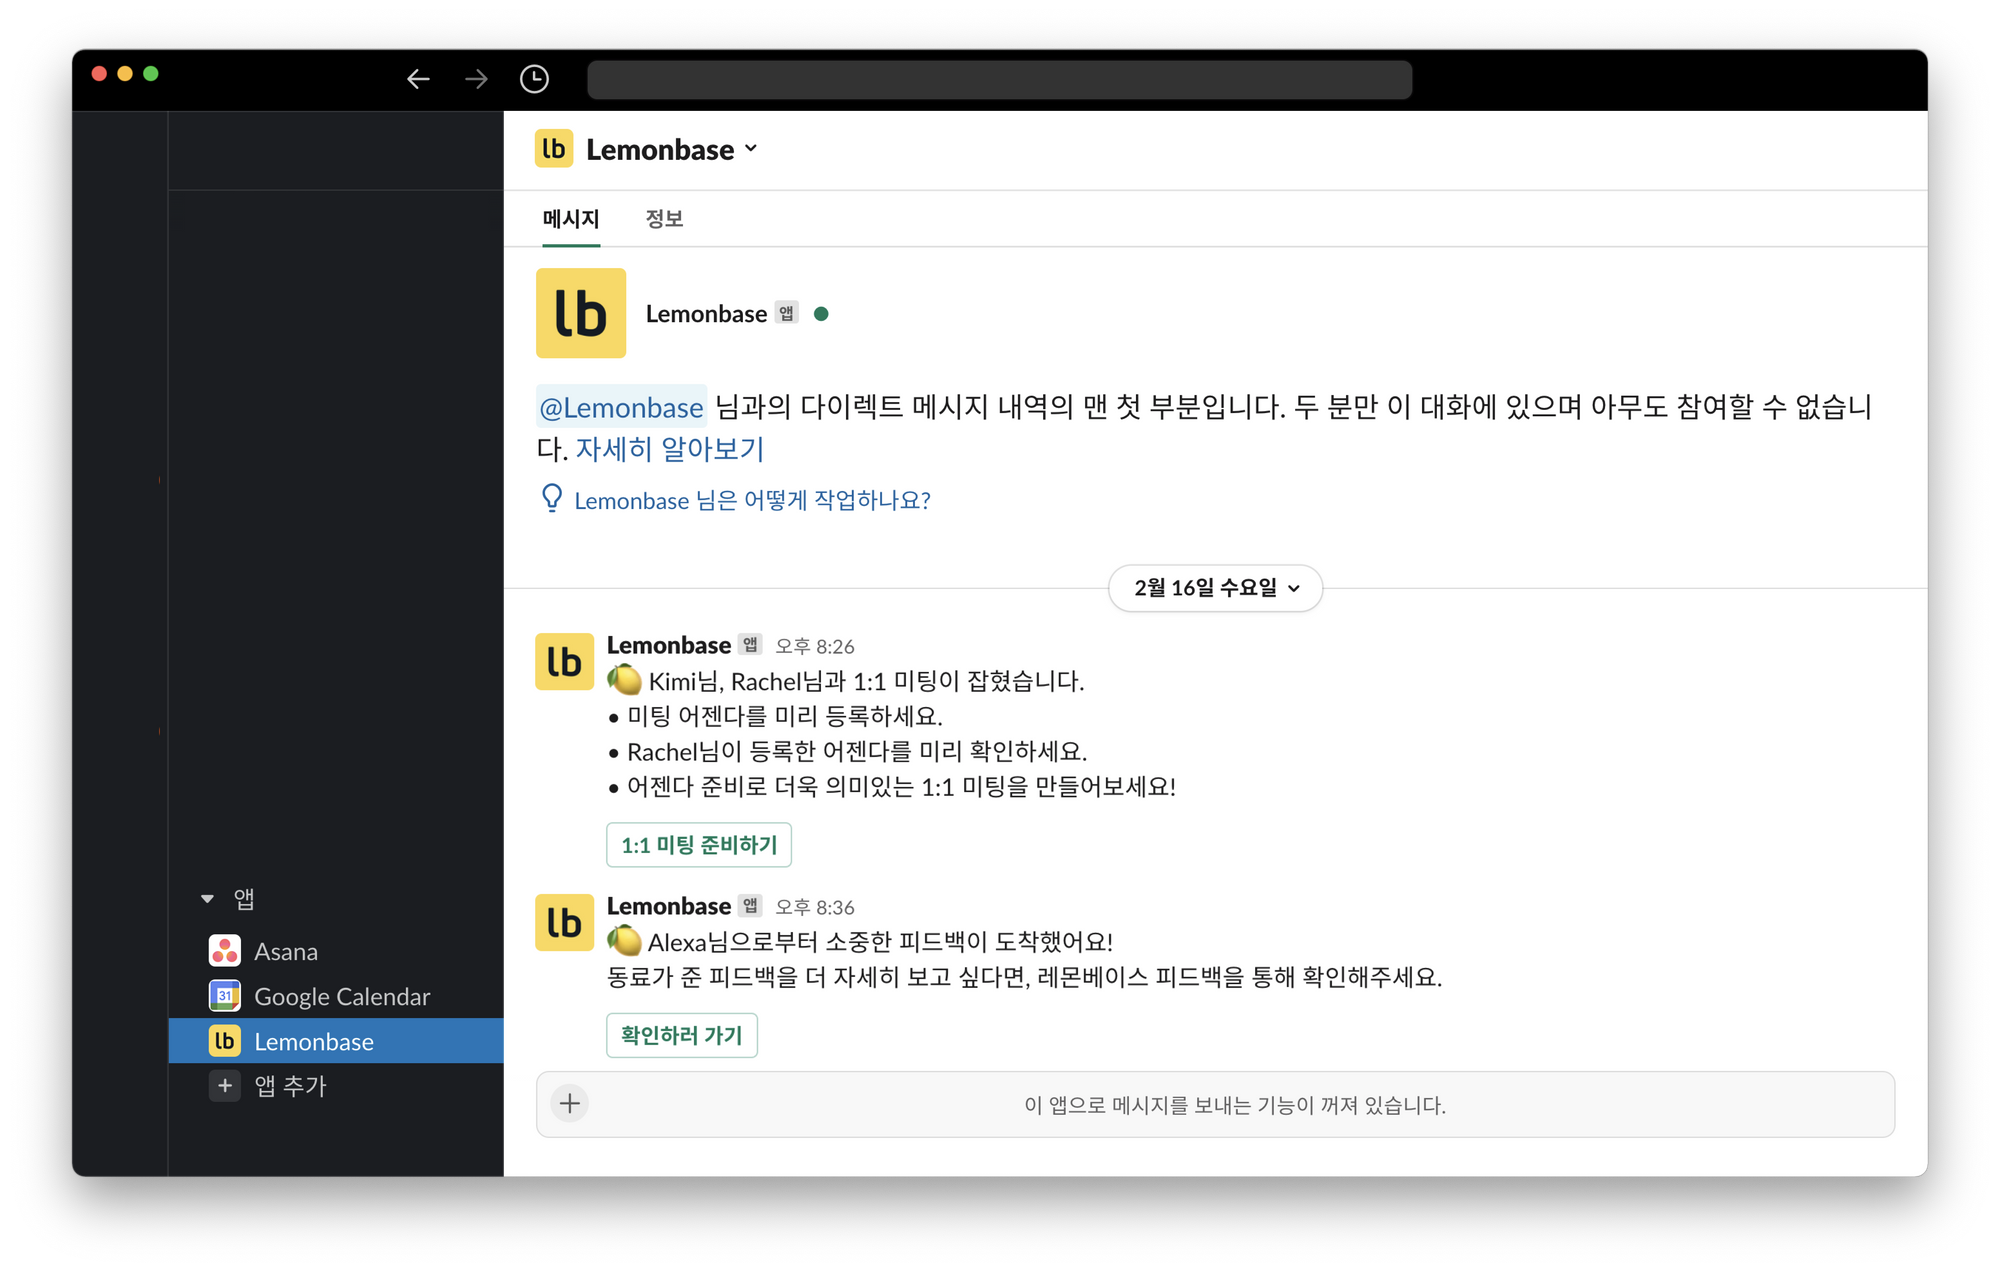 lb Lemonbase
메시지 정보
lb
Lemonbase 앱
@Lemonbase 님과의 다이렉트 메시지 내역의 맨 첫 부분입니다. 두 분만 이 대화에 있으며 아무도 참여할 수 없습니
다. 자세히 알아보기
Lemonbase 님은 어떻게 작업하나요?
2월 16일 수요일
lb
Lemonbase 앱 오후 8:26
Kimi님, Rachel님과 1:1 미팅이 잡혔습니다.
• 미팅 어젠다를 미리 등록하세요.
• Rachel님이 등록한 어젠다를 미리 확인하세요.
• 어젠다 준비로 더욱 의미있는 1:1 미팅을 만들어보세요!
1:1 미팅 준비하기
lb
Lemonbase 앱 오후 8:36
Alexa님으로부터 소중한 피드백이 도착했어요!
동료가 준 피드백을 더 자세히 보고 싶다면, 레몬베이스 피드백을 통해 확인해주세요.
확인하러 가기
이 앱으로 메시지를 보내는 기능이 꺼져 있습니다.
앱
Asana
31 Google Calendar
lb Lemonbase
+ 앱 추가